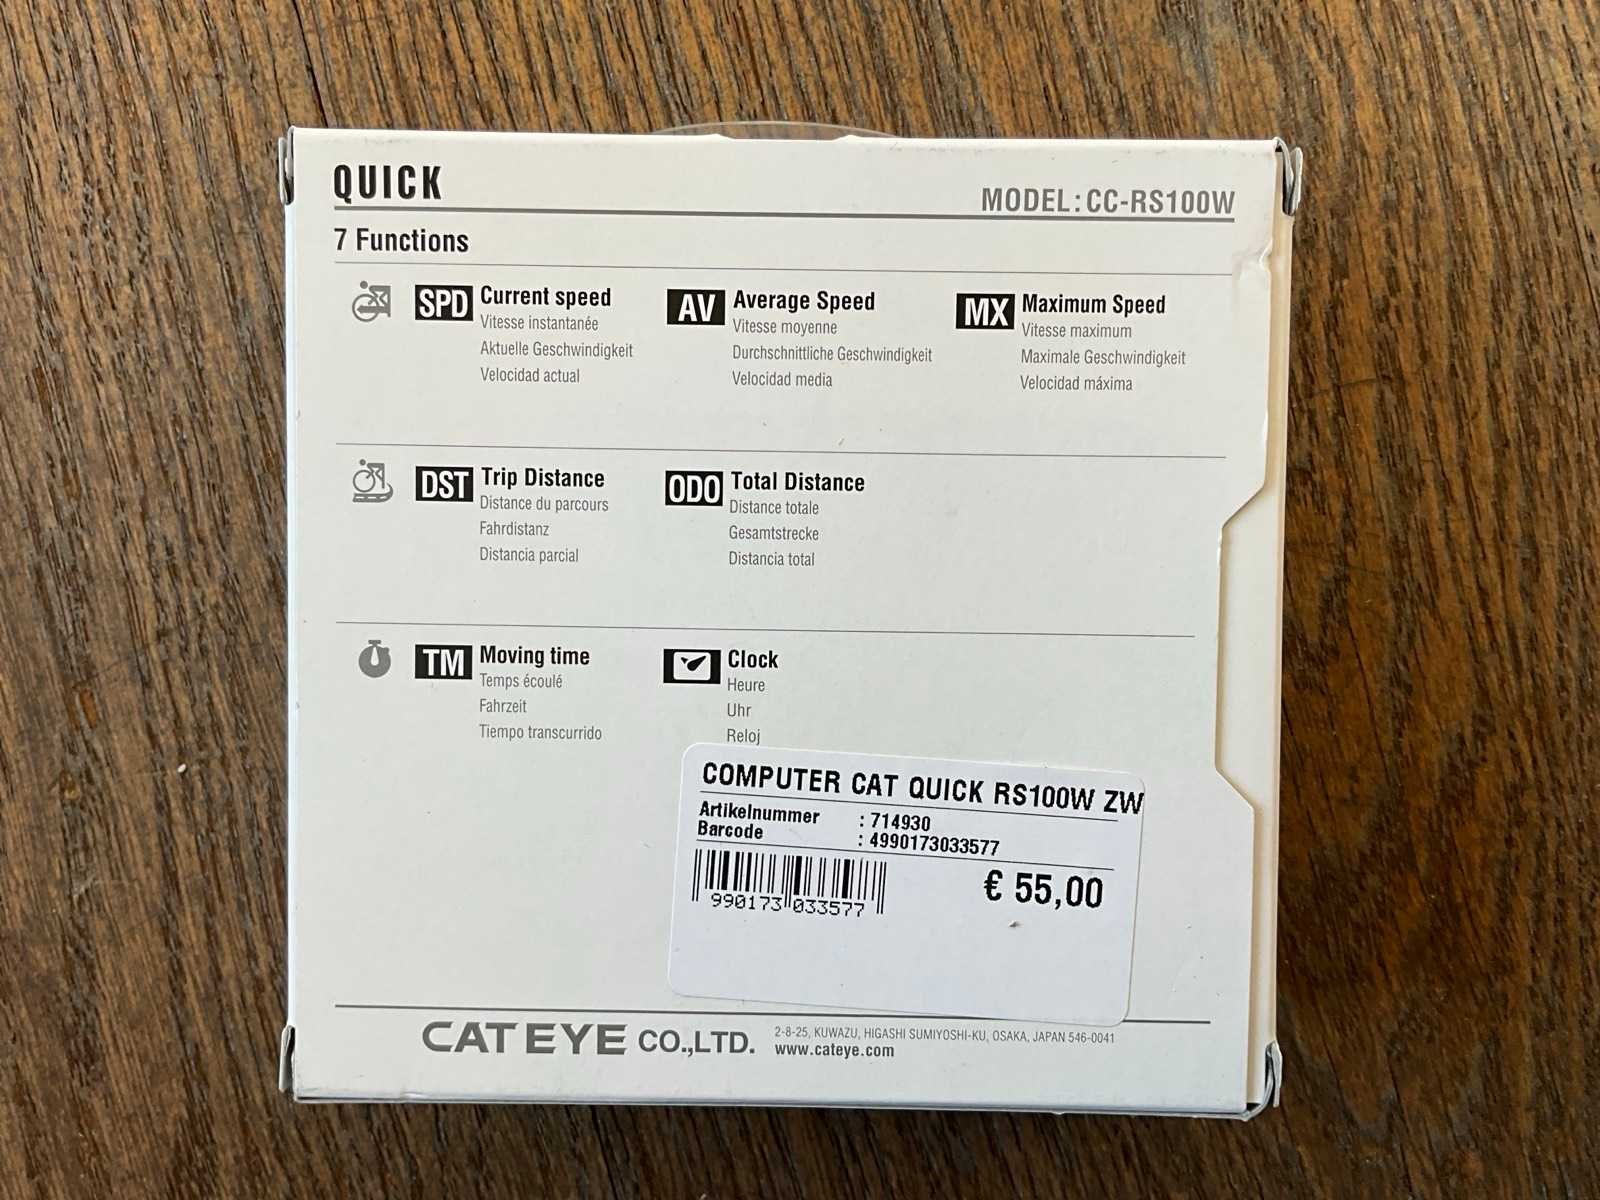 QUICK
MODEL:CC-RS100W
7 Functions
SPD Current speed
Vitesse instantanée
Aktuelle Geschwindigkeit
Velocidad actual
AV Average Speed
Vitesse moyenne
Durchschnittliche Geschwindigkeit
Velocidad media
MX Maximum Speed
Vitesse maximum
Maximale Geschwindigkeit
Velocidad máxima
DST Trip Distance
Distance du parcours
Fahrdistanz
Distancia parcial
ODO Total Distance
Distance totale
Gesamtstrecke
Distancia total
TM Moving time
Temps écoulé
Fahrzeit
Tiempo transcurrido
Clock
Heure
Uhr
Reloj
COMPUTER CAT QUICK RS100W ZW
Artikelnummer : 714930
Barcode : 4990173033577
990173 033577
€ 55,00
CATEYE CO.,LTD.
2-8-25, KUWAZU, HIGASHI SUMIYOSHI-KU, OSAKA, JAPAN 546-0041
www.cateye.com